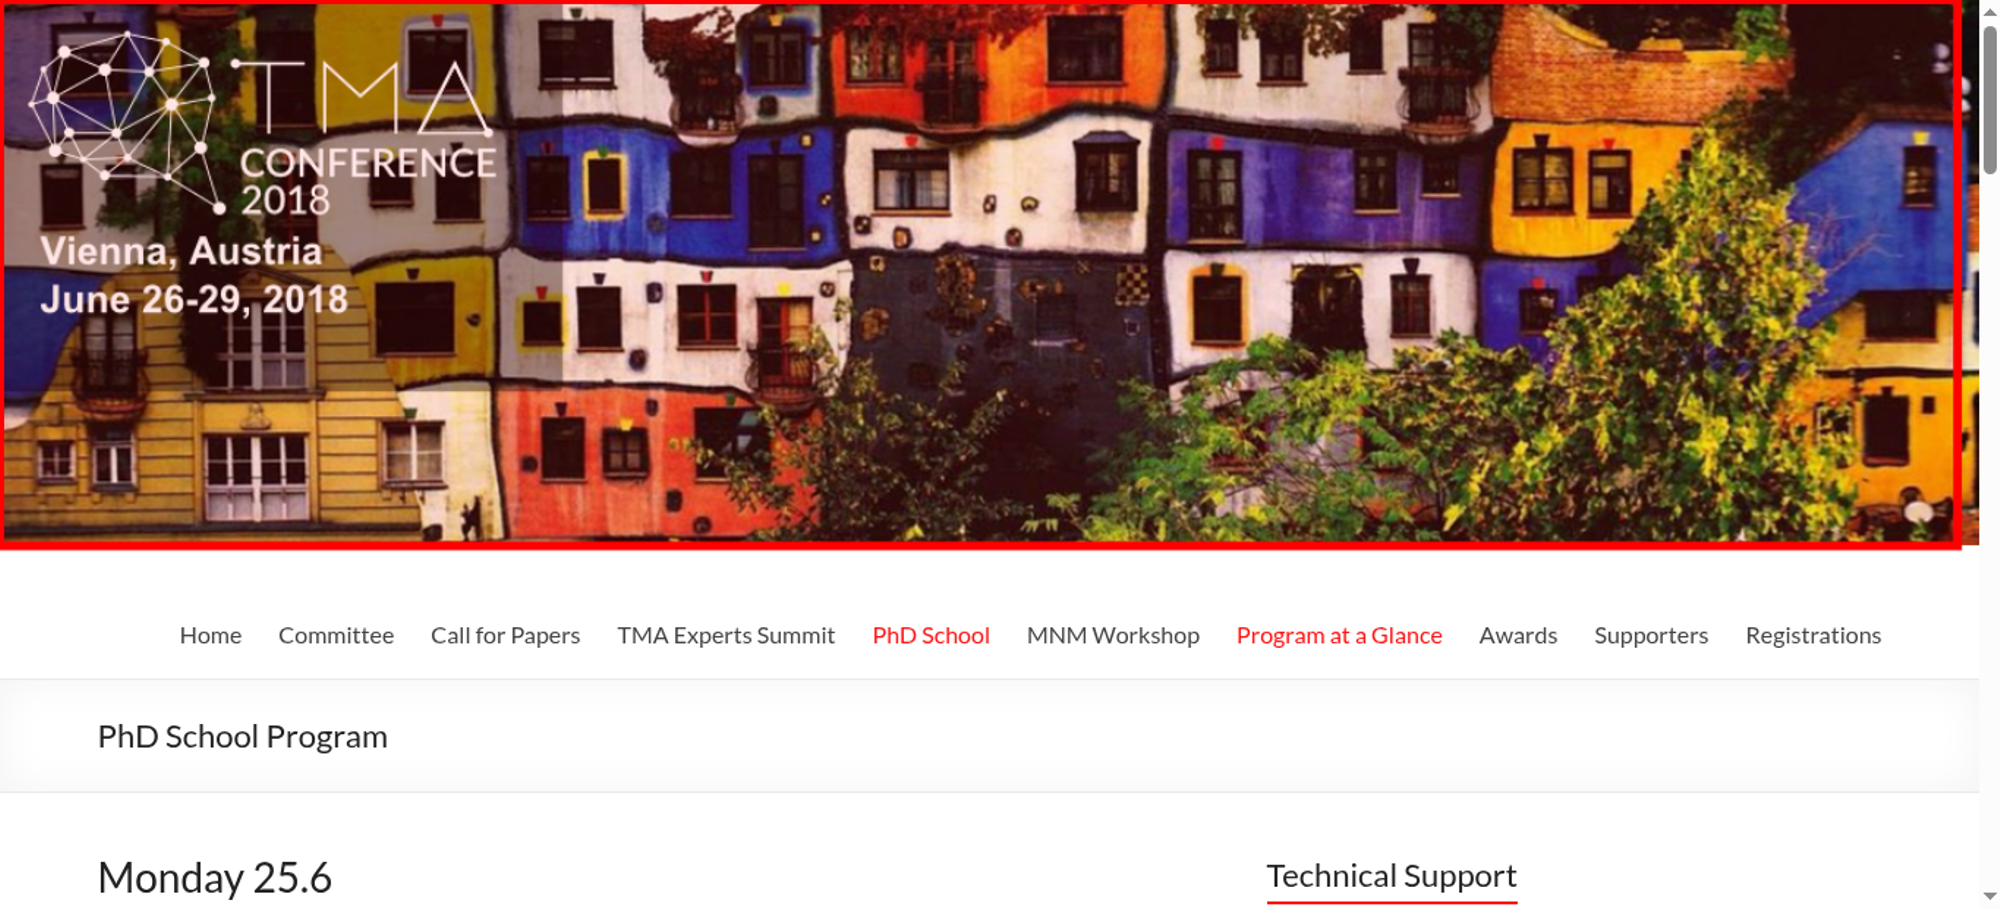 TMA
CONFERENCE
2018
Vienna, Austria
June 26-29, 2018
Home Committee Call for Papers TMA Experts Summit PhD School MNM Workshop Program at a Glance Awards Supporters Registrations
PhD School Program
Monday 25.6
Technical Support